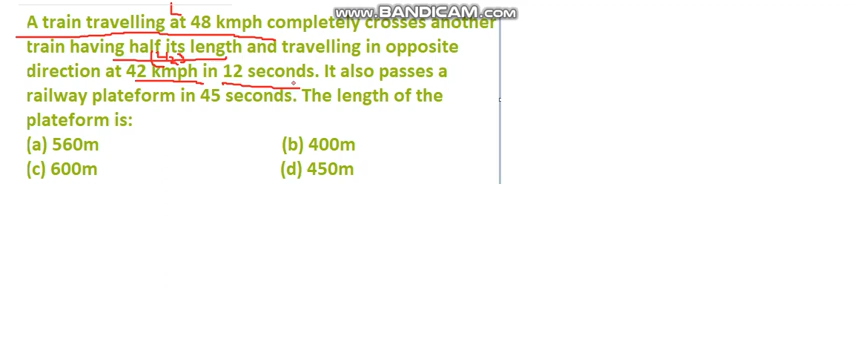 www.BANDICAM.com
L
A train travelling at 48 kmph completely crosses another
train having half its length and travelling in opposite
(L/2)
direction at 42 kmph in 12 seconds. It also passes a
railway plateform in 45 seconds. The length of the
plateform is:
(a) 560m (b) 400m
(c) 600m (d) 450m